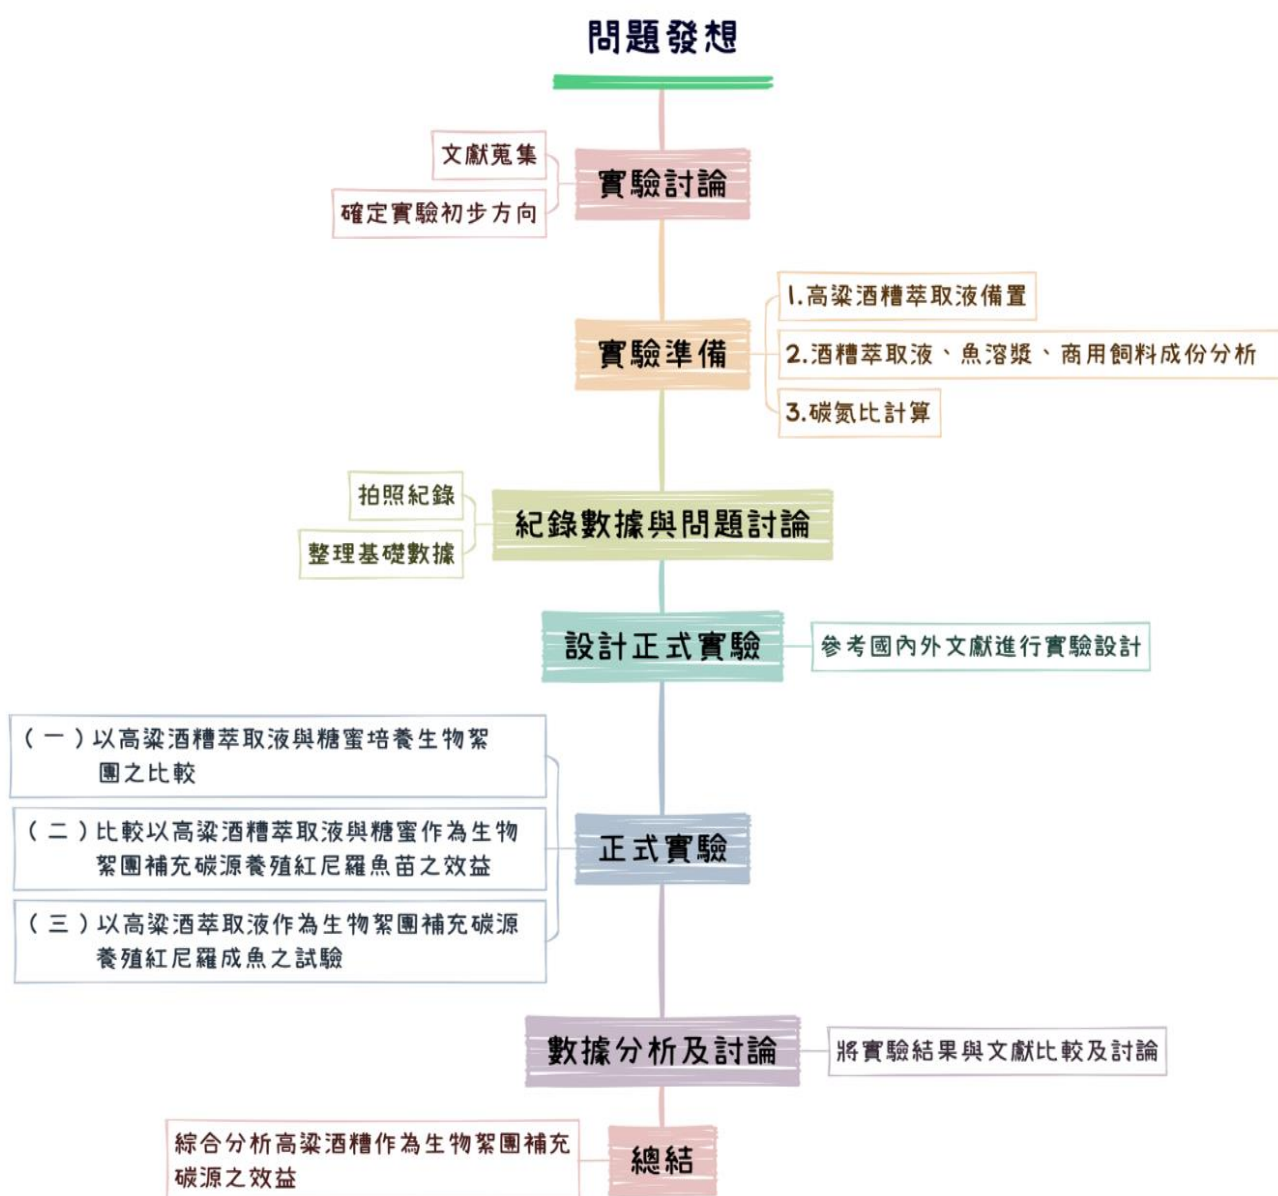 問題發想
實驗討論
文獻蒐集
確定實驗初步方向
實驗準備
1.高粱酒糟萃取液備置
2.酒糟萃取液、魚溶漿、商用飼料成份分析
3.碳氮比計算
紀錄數據與問題討論
拍照紀錄
整理基礎數據
設計正式實驗
參考國內外文獻進行實驗設計
正式實驗
(一)以高粱酒糟萃取液與糖蜜培養生物絮
團之比較
(二)比較以高粱酒糟萃取液與糖蜜作為生物
絮團補充碳源養殖紅尼羅魚苗之效益
(三)以高粱酒萃取液作為生物絮團補充碳源
養殖紅尼羅成魚之試驗
數據分析及討論
將實驗結果與文獻比較及討論
總結
綜合分析高粱酒糟作為生物絮團補充
碳源之效益